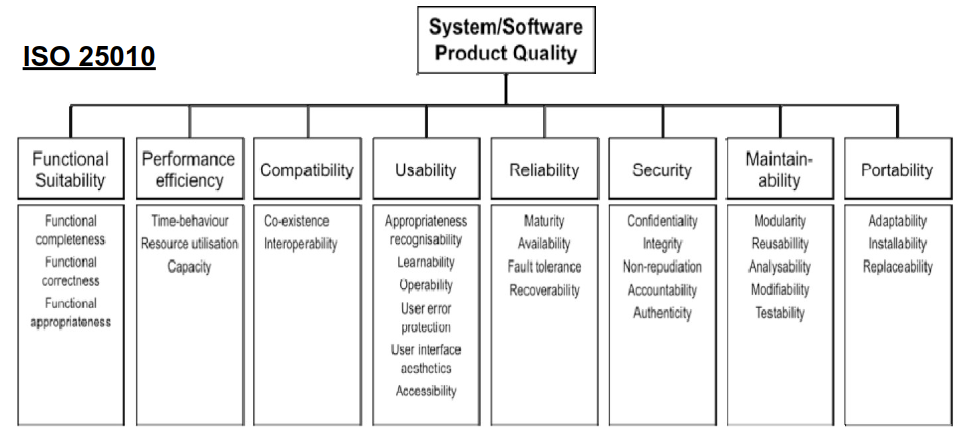 ISO 25010
System/Software
Product Quality
Functional
Suitability
Performance
efficiency
Compatibility
Usability
Reliability
Security
Maintain-
ability
Portability
Functional
completeness
Functional
correctness
Functional
appropriateness
Time-behaviour
Resource utilisation
Capacity
Co-existence
Interoperability
Appropriateness
recognisability
Learnability
Operability
User error
protection
User interface
aesthetics
Accessibility
Maturity
Availability
Fault tolerance
Recoverability
Confidentiality
Integrity
Non-repudiation
Accountability
Authenticity
Modularity
Reusabillity
Analysability
Modifiability
Testability
Adaptability
Installability
Replaceability